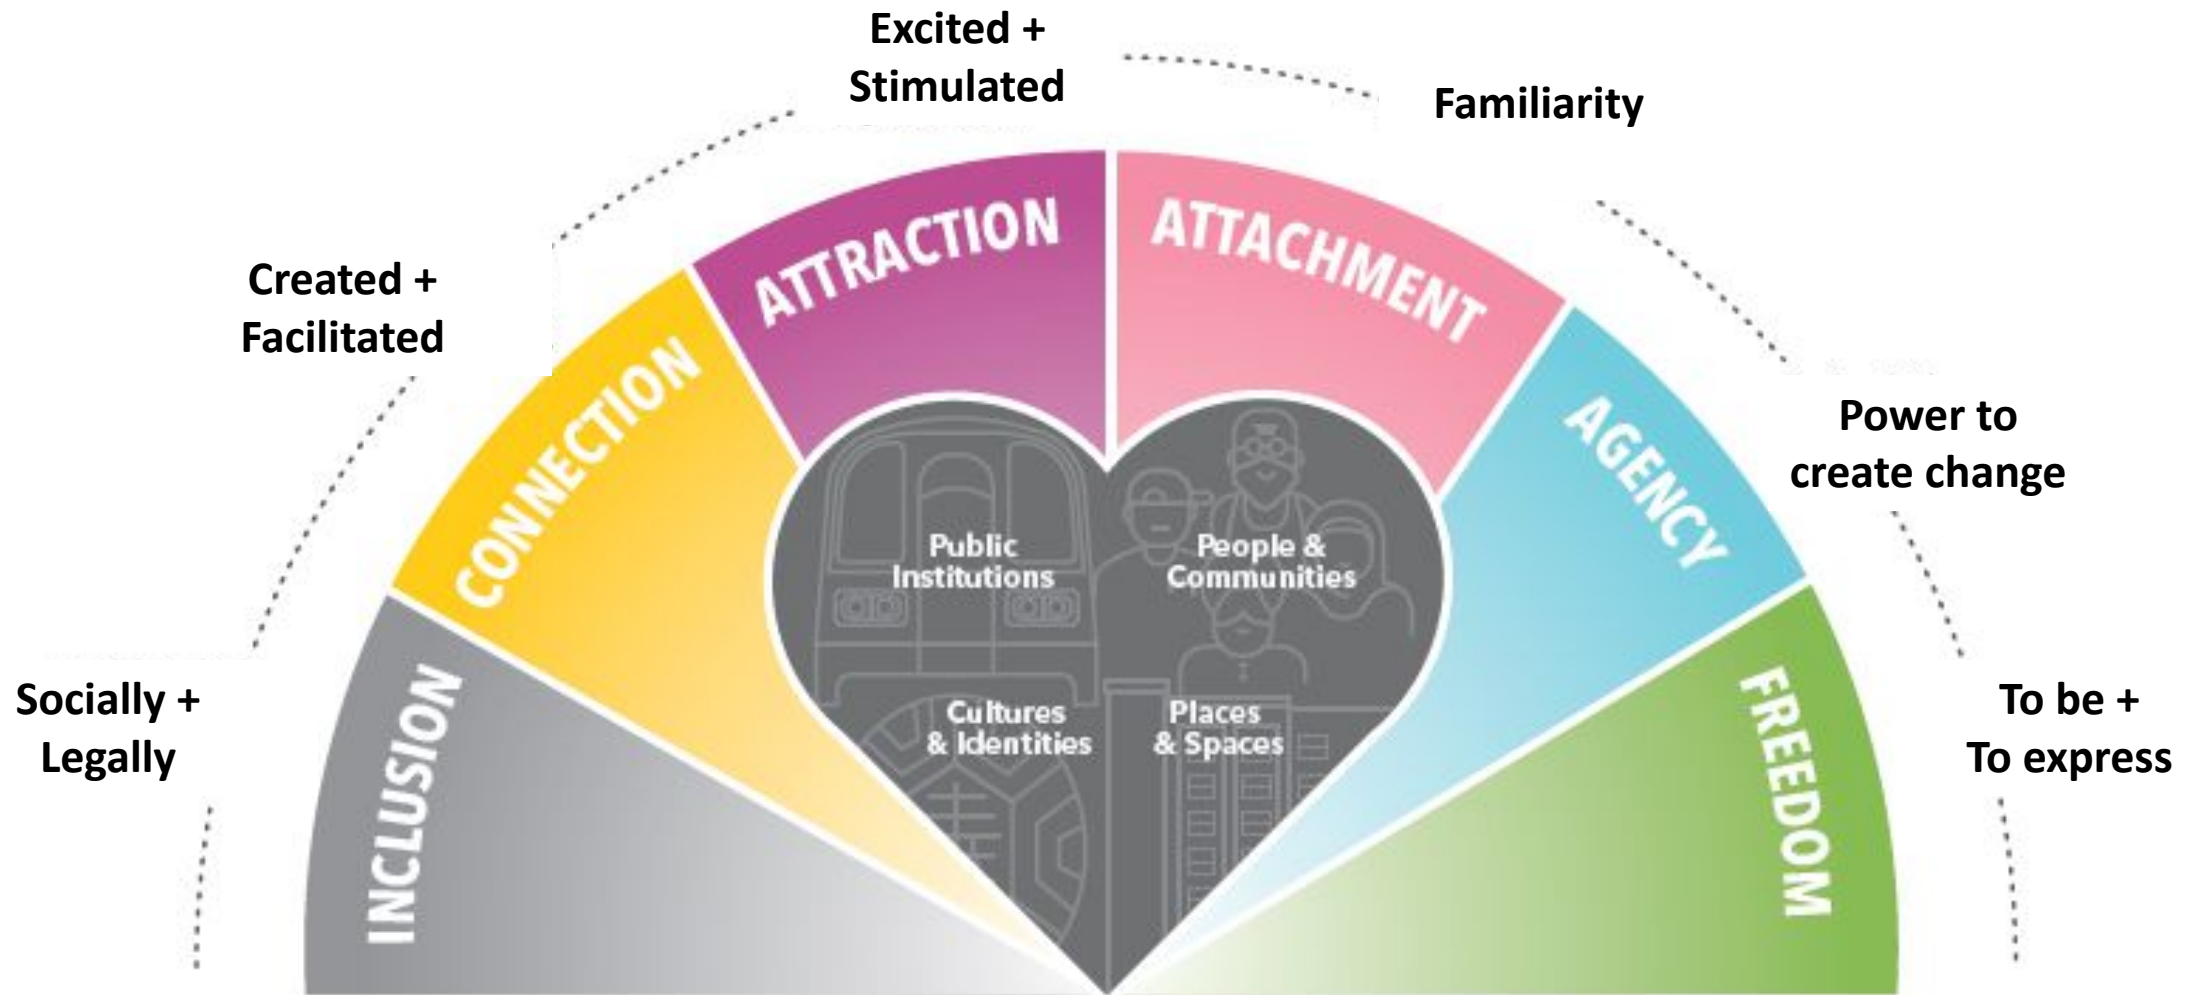 Excited +
Stimulated
Familiarity
Created +
Facilitated
Power to
create change
Socially +
Legally
To be +
To express
INCLUSION
CONNECTION
ATTRACTION
ATTACHMENT
AGENCY
FREEDOM
Public
Institutions
People &
Communities
Cultures
& Identities
Places
& Spaces